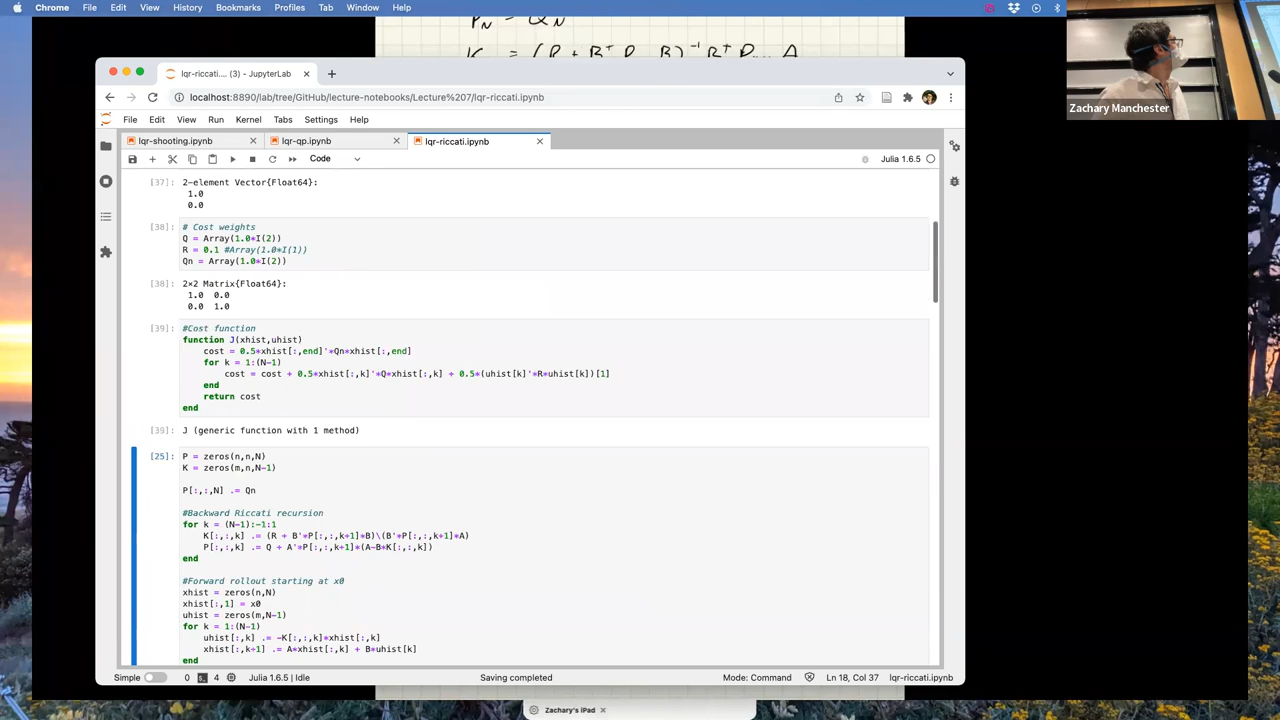 Chrome File Edit View History Bookmarks Profiles Tab Window Help
P_N = Q_N
lqr-riccati.... (3) - JupyterLab
localhost:8890/lab/tree/GitHub/lecture-notebooks/Lecture%207/lqr-riccati.ipynb
File Edit View Run Kernel Tabs Settings Help
lqr-shooting.ipynb lqr-qp.ipynb lqr-riccati.ipynb
Code Julia 1.6.5
[37]: 2-element Vector{Float64}:
1.0
0.0
[38]: # Cost weights
Q = Array(1.0*I(2))
R = 0.1 #Array(1.0*I(1))
Qn = Array(1.0*I(2))
[38]: 2×2 Matrix{Float64}:
1.0 0.0
0.0 1.0
[39]: #Cost function
function J(xhist,uhist)
cost = 0.5*xhist[:,end]'*Qn*xhist[:,end]
for k = 1:(N-1)
cost = cost + 0.5*xhist[:,k]'*Q*xhist[:,k] + 0.5*(uhist[k]'*R*uhist[k])[1]
end
return cost
end
[39]: J (generic function with 1 method)
[25]: P = zeros(n,n,N)
K = zeros(m,n,N-1)
P[:,:,N] .= Qn
#Backward Riccati recursion
for k = (N-1):-1:1
K[:,:,k] .= (R + B'*P[:,:,k+1]*B)\(B'*P[:,:,k+1]*A)
P[:,:,k] .= Q + A'*P[:,:,k+1]*(A-B*K[:,:,k])
end
#Forward rollout starting at x0
xhist = zeros(n,N)
xhist[:,1] = x0
uhist = zeros(m,N-1)
for k = 1:(N-1)
uhist[:,k] .= -K[:,:,k]*xhist[:,k]
xhist[:,k+1] .= A*xhist[:,k] + B*uhist[k]
end
Simple 0 4 Julia 1.6.5 | Idle Saving completed Mode: Command Ln 18, Col 37 lqr-riccati.ipynb
Zachary's iPad
Zachary Manchester